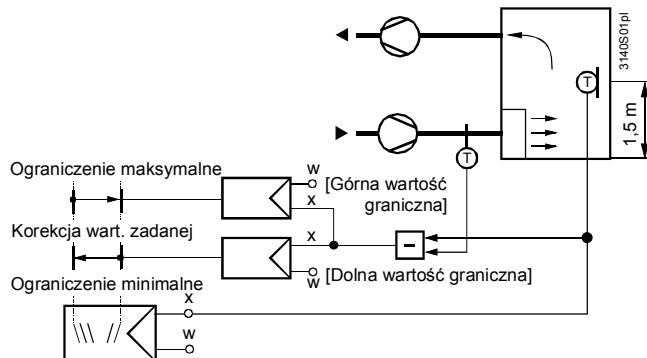 3140S01pl
T
1,5 m
T
Ograniczenie maksymalne
w
[Górna wartość
graniczna]
x
Korekcja wart. zadanej
x
–
w
[Dolna wartość graniczna]
Ograniczenie minimalne
x
w